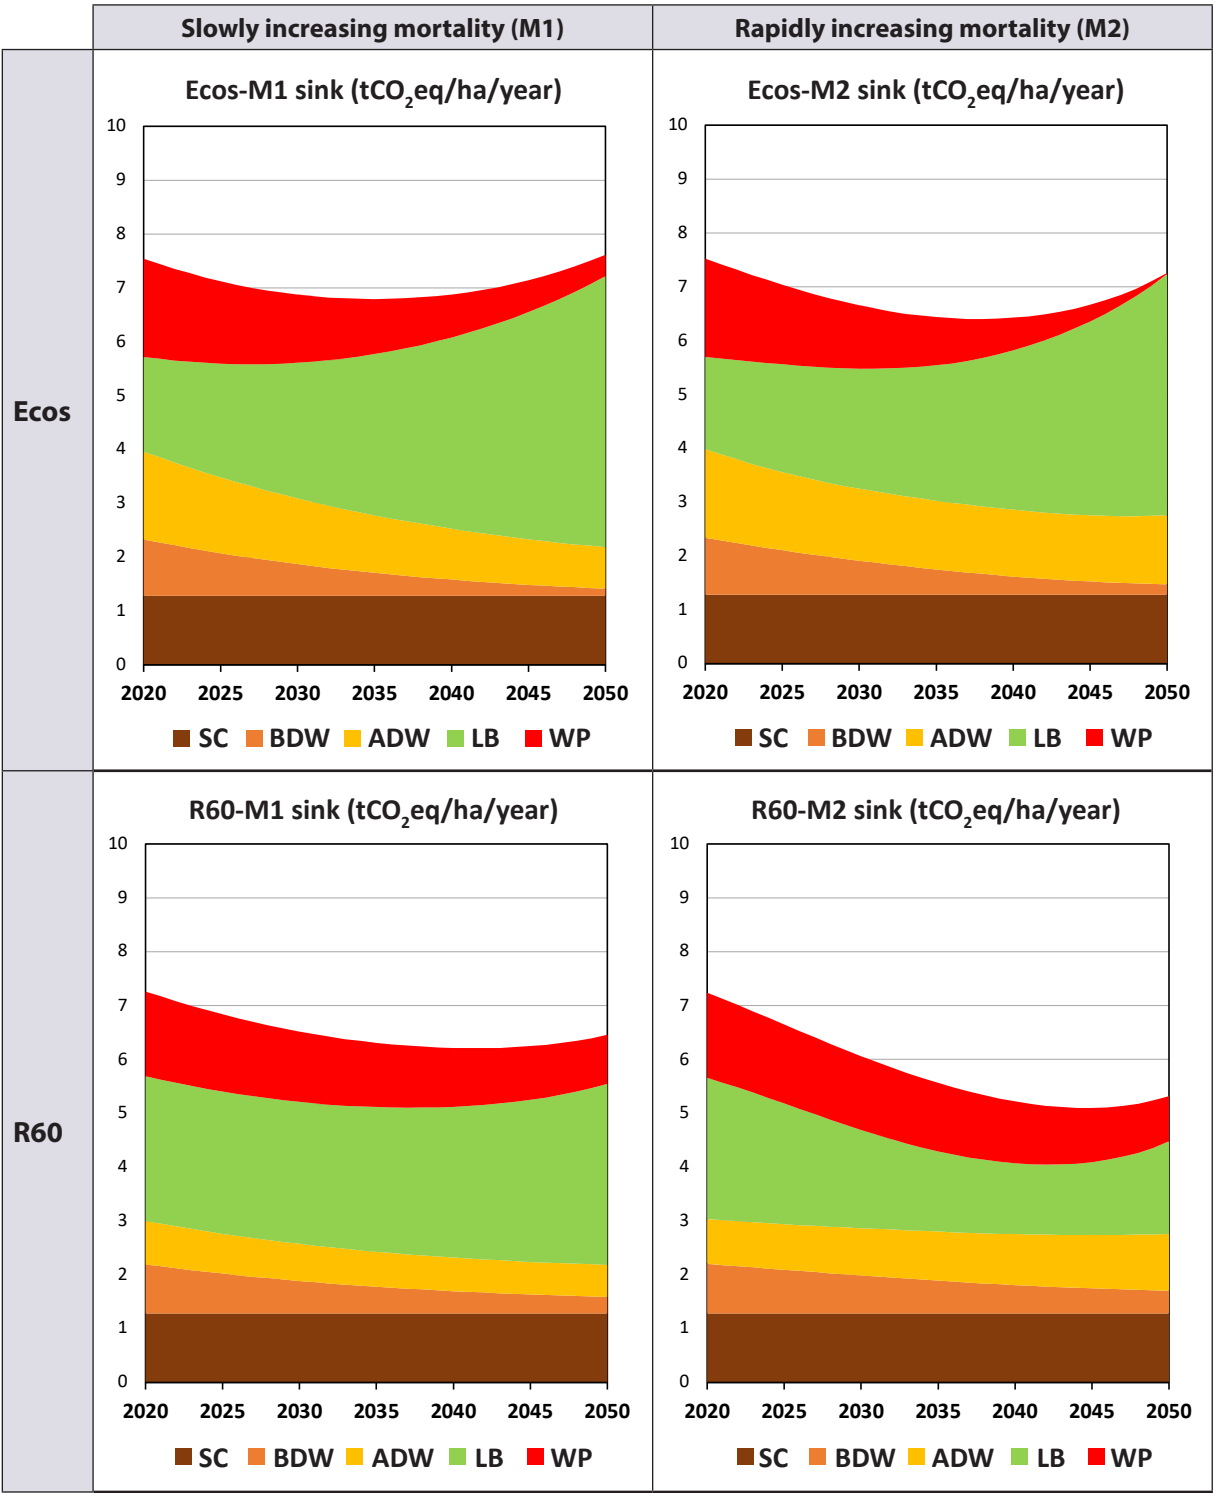 Slowly increasing mortality (M1)
Rapidly increasing mortality (M2)
Ecos
Ecos-M1 sink (tCO₂eq/ha/year)
10
9
8
7
6
5
4
3
2
1
0
2020 2025 2030 2035 2040 2045 2050
SC BDW ADW LB WP
Ecos-M2 sink (tCO₂eq/ha/year)
10
9
8
7
6
5
4
3
2
1
0
2020 2025 2030 2035 2040 2045 2050
SC BDW ADW LB WP
R60
R60-M1 sink (tCO₂eq/ha/year)
10
9
8
7
6
5
4
3
2
1
0
2020 2025 2030 2035 2040 2045 2050
SC BDW ADW LB WP
R60-M2 sink (tCO₂eq/ha/year)
10
9
8
7
6
5
4
3
2
1
0
2020 2025 2030 2035 2040 2045 2050
SC BDW ADW LB WP